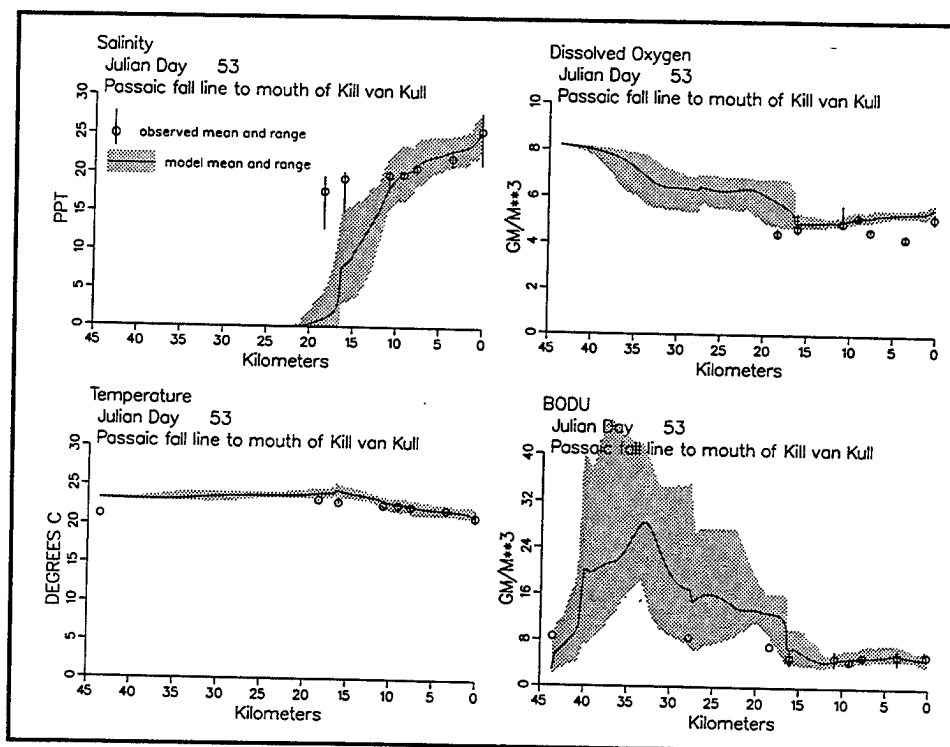 Salinity
Julian Day 53
Passaic fall line to mouth of Kill van Kull
30
25
20
15
10
5
0
PPT
observed mean and range
model mean and range
45 40 35 30 25 20 15 10 5 0
Kilometers
Dissolved Oxygen
Julian Day 53
Passaic fall line to mouth of Kill van Kull
10
8
6
4
2
0
GM/M**3
45 40 35 30 25 20 15 10 5 0
Kilometers
Temperature
Julian Day 53
Passaic fall line to mouth of Kill van Kull
30
25
20
15
10
5
0
DEGREES C
45 40 35 30 25 20 15 10 5 0
Kilometers
BODU
Julian Day 53
Passaic fall line to mouth of Kill van Kull
40
32
24
16
8
0
GM/M**3
45 40 35 30 25 20 15 10 5 0
Kilometers